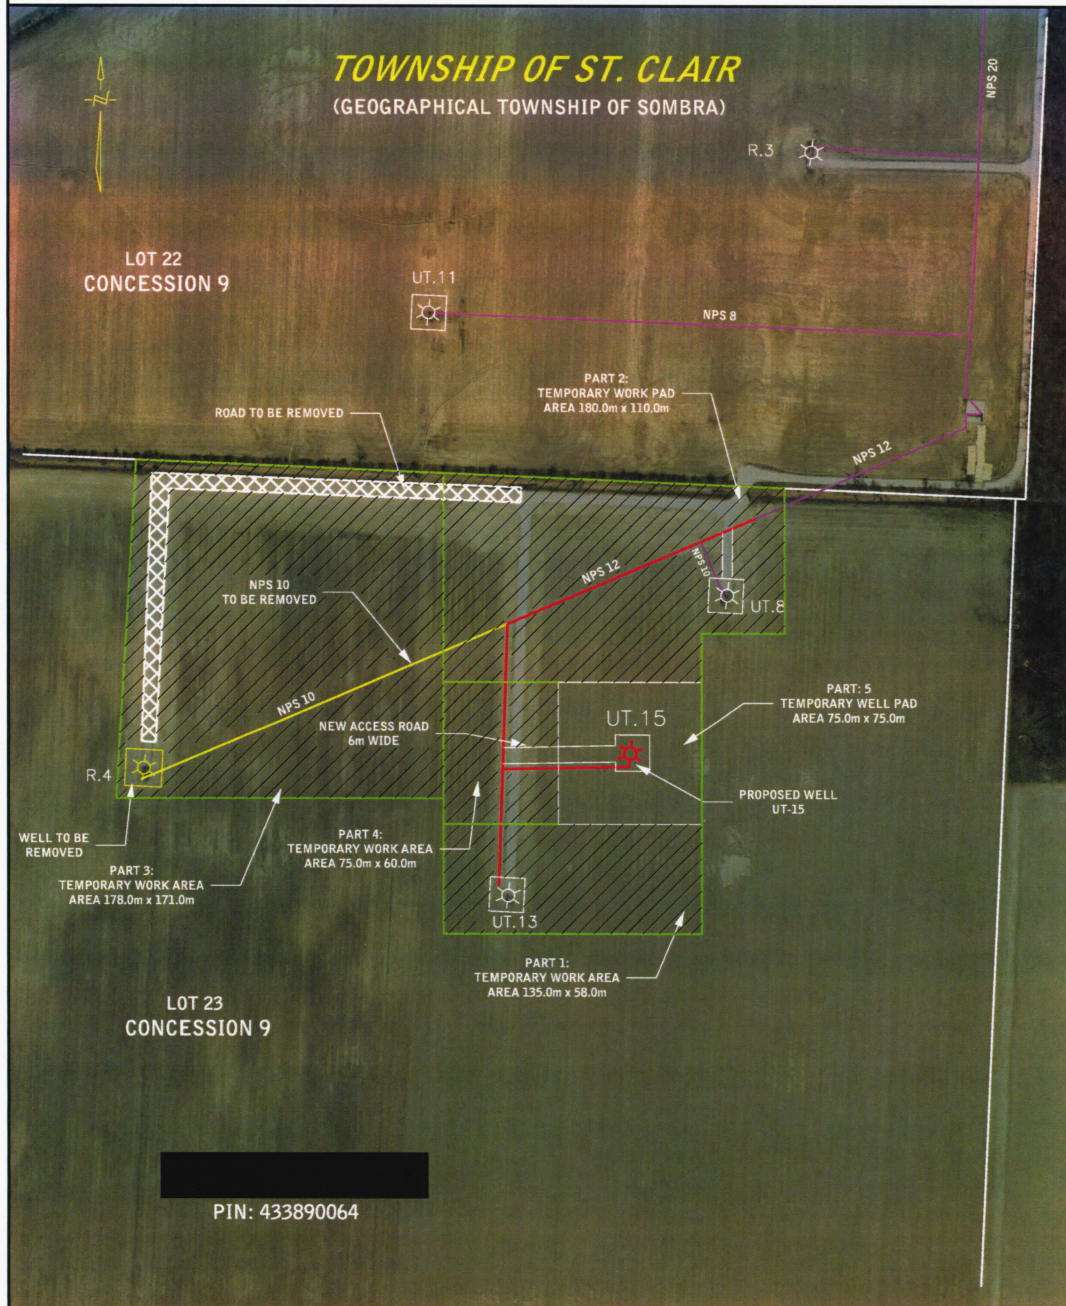 TOWNSHIP OF ST. CLAIR
(GEOGRAPHICAL TOWNSHIP OF SOMBRA)
N
NPS 20
R.3
LOT 22
CONCESSION 9
UT.11
NPS 8
PART 2:
TEMPORARY WORK PAD
AREA 180.0m x 110.0m
ROAD TO BE REMOVED
NPS 12
NPS 10
TO BE REMOVED
NPS 12
NPS 10
UT.8
NPS 10
NEW ACCESS ROAD
6m WIDE
UT.15
PART: 5
TEMPORARY WELL PAD
AREA 75.0m x 75.0m
R.4
PROPOSED WELL
UT-15
WELL TO BE
REMOVED
PART 4:
TEMPORARY WORK AREA
AREA 75.0m x 60.0m
PART 3:
TEMPORARY WORK AREA
AREA 178.0m x 171.0m
UT.13
PART 1:
TEMPORARY WORK AREA
AREA 135.0m x 58.0m
LOT 23
CONCESSION 9
PIN: 433890064